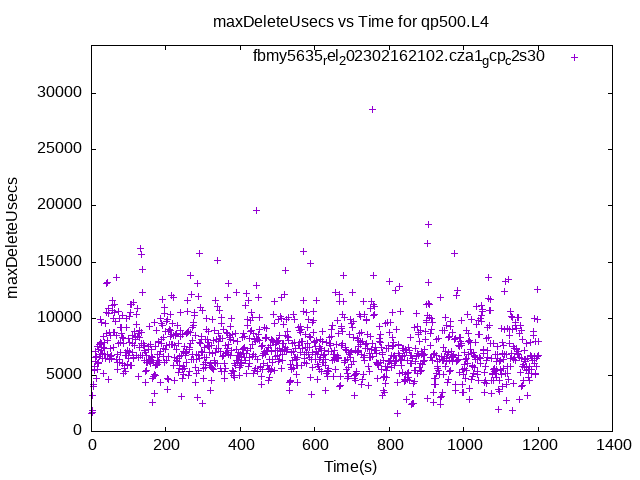 maxDeleteUsecs vs Time for qp500.L4
fbmy5635rel202302162102.cza1gcpc2s30
30000
25000
20000
15000
10000
5000
0
maxDeleteUsecs
0 200 400 600 800 1000 1200 1400
Time(s)